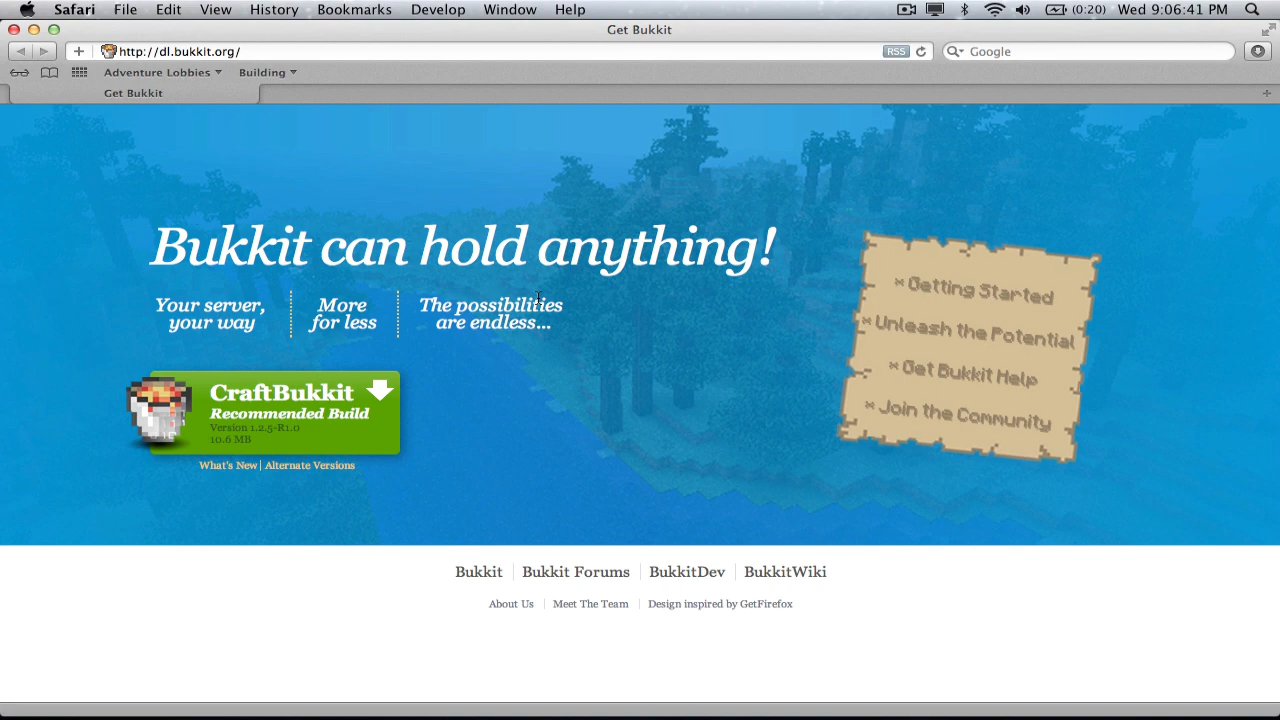 Safari File Edit View History Bookmarks Develop Window Help (0:20) Wed 9:06:41 PM
Get Bukkit
http://dl.bukkit.org/ RSS Google
Adventure Lobbies Building
Get Bukkit
Bukkit can hold anything!
Your server, your way
More for less
The possibilities are endless...
CraftBukkit
Recommended Build
Version 1.2.5-R1.0
10.6 MB
What's New | Alternate Versions
× Getting Started
× Unleash the Potential
× Get Bukkit Help
× Join the Community
Bukkit Bukkit Forums BukkitDev BukkitWiki
About Us Meet The Team Design inspired by GetFirefox